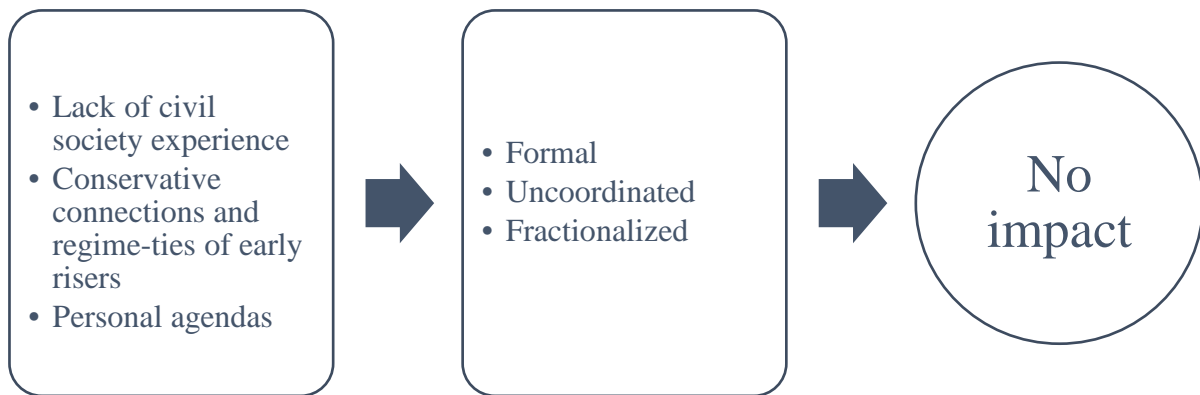 • Lack of civil
society experience
• Conservative
connections and
regime-ties of early
risers
• Personal agendas
• Formal
• Uncoordinated
• Fractionalized
No
impact